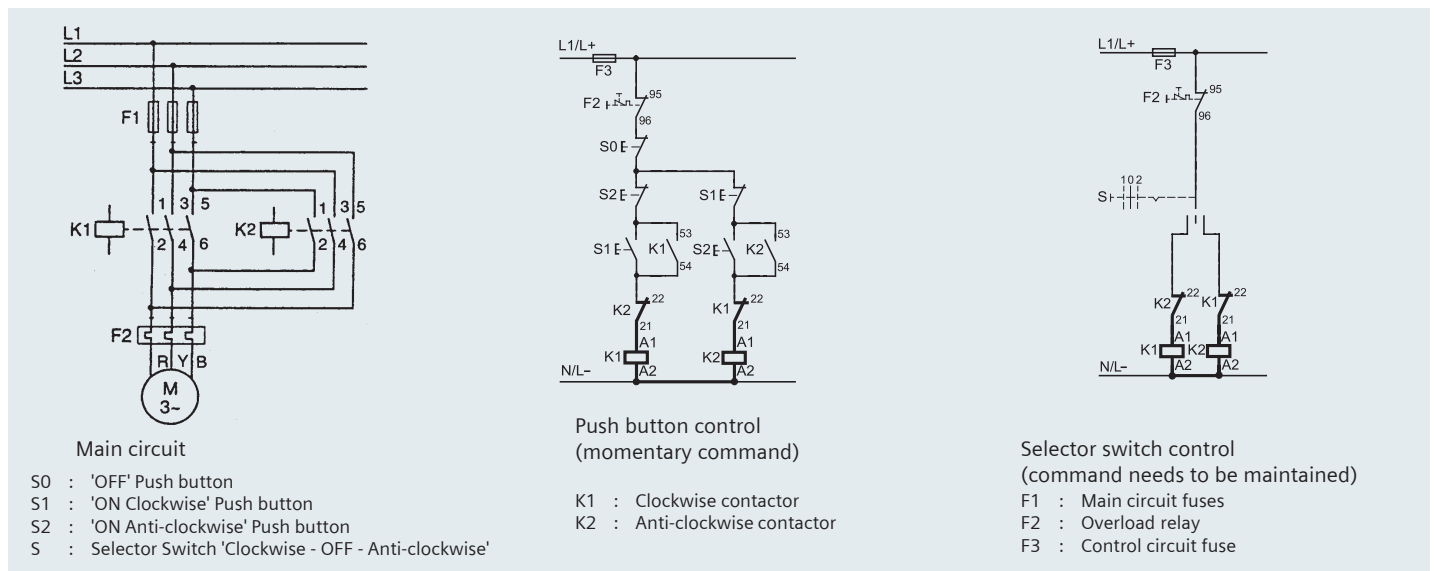 L1
L2
L3
F1
K1
1 3 5
2 4 6
K2
1 3 5
2 4 6
F2
R Y B
M
3~
Main circuit
S0 : 'OFF' Push button
S1 : 'ON Clockwise' Push button
S2 : 'ON Anti-clockwise' Push button
S : Selector Switch 'Clockwise - OFF - Anti-clockwise'
L1/L+
F3
F2
95
96
S0
S2 S1
S1 K1 53 54
S2 K2 53 54
K2 22 21
K1 22 21
K1 A1 A2
K2 A1 A2
N/L–
Push button control
(momentary command)
K1 : Clockwise contactor
K2 : Anti-clockwise contactor
L1/L+
F3
F2
95
96
S
1 0 2
K2 22 21
K1 22 21
K1 A1 A2
K2 A1 A2
N/L–
Selector switch control
(command needs to be maintained)
F1 : Main circuit fuses
F2 : Overload relay
F3 : Control circuit fuse